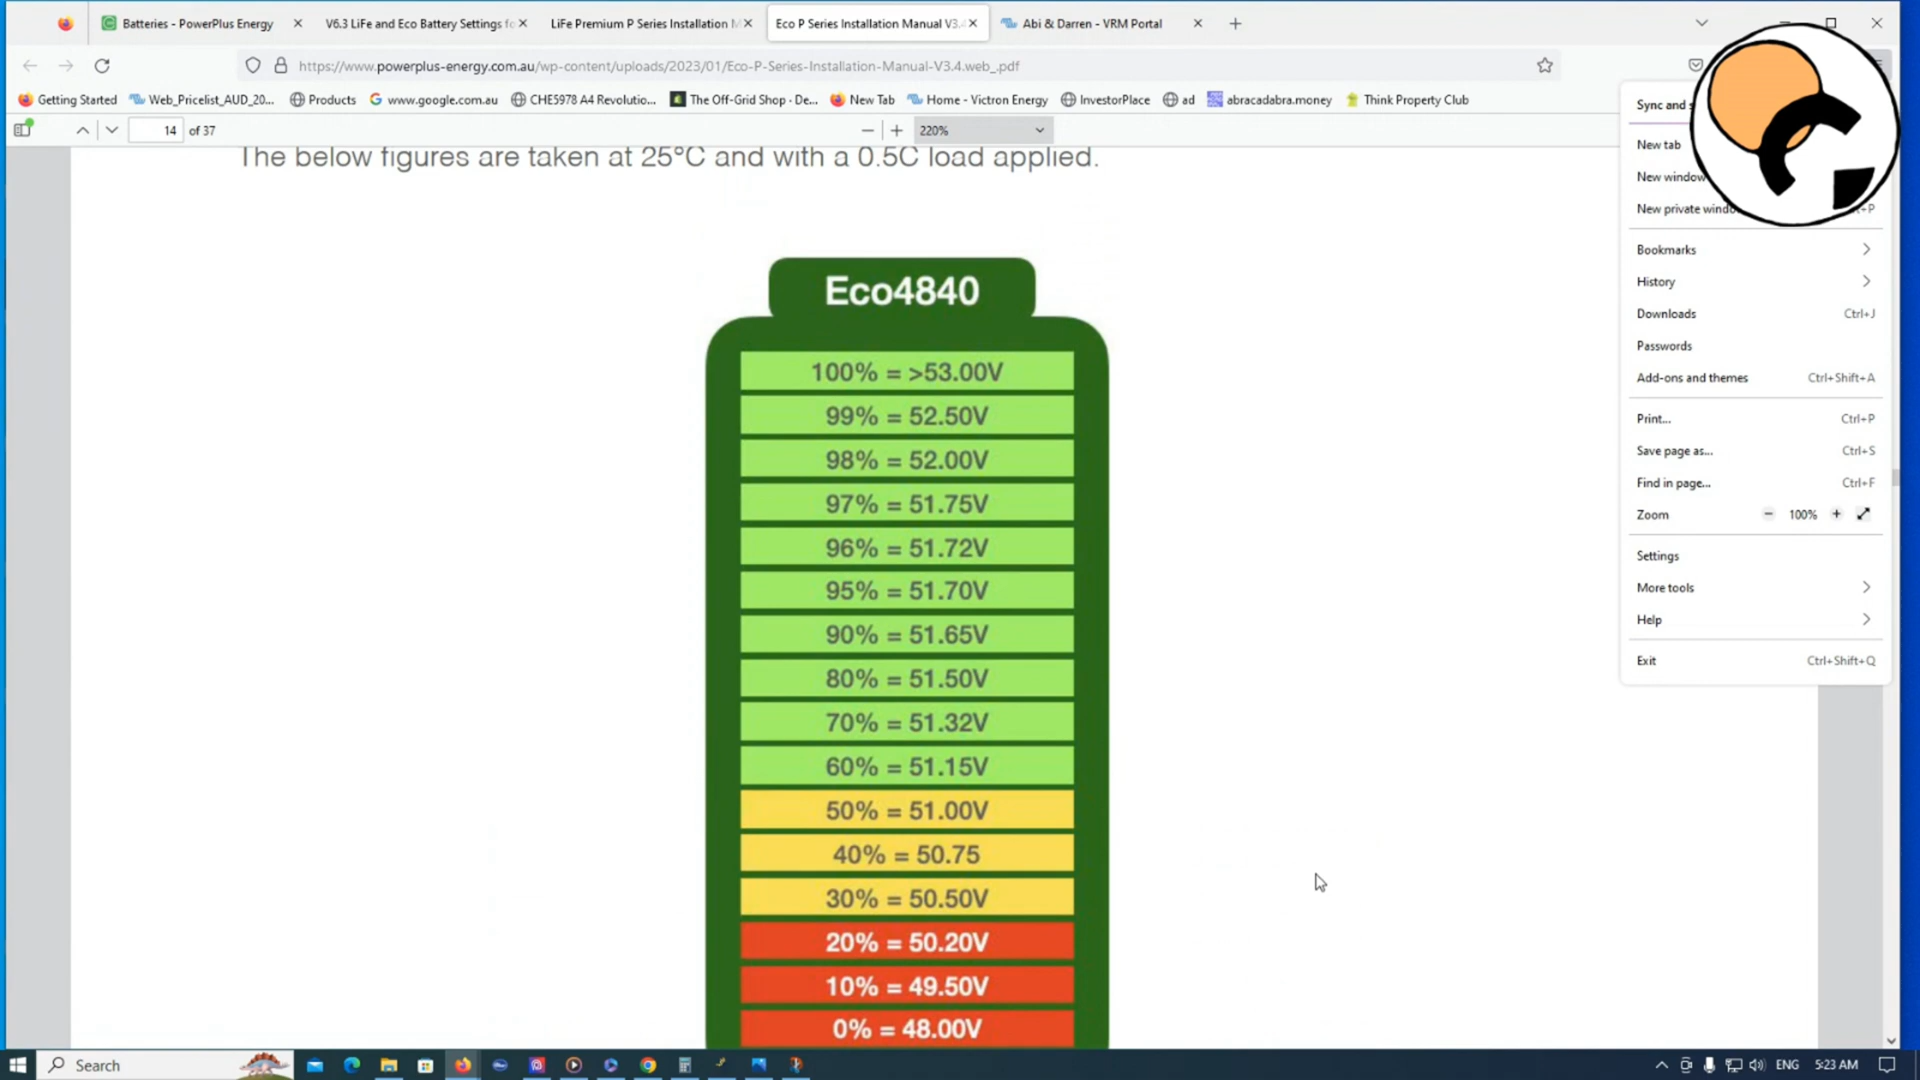 Batteries - PowerPlus Energy
V6.3 LiFe and Eco Battery Settings fo
LiFe Premium P Series Installation M
Eco P Series Installation Manual V3.4
Abi & Darren - VRM Portal
https://www.powerplus-energy.com.au/wp-content/uploads/2023/01/Eco-P-Series-Installation-Manual-V3.4.web_.pdf
Getting Started
Web_Pricelist_AUD_20...
Products
www.google.com.au
CHE5978 A4 Revolutio...
The Off-Grid Shop - De...
New Tab
Home - Victron Energy
InvestorPlace
ad
abracadabra.money
Think Property Club
14 of 37
220%
The below figures are taken at 25°C and with a 0.5C load applied.
Eco4840
100% = >53.00V
99% = 52.50V
98% = 52.00V
97% = 51.75V
96% = 51.72V
95% = 51.70V
90% = 51.65V
80% = 51.50V
70% = 51.32V
60% = 51.15V
50% = 51.00V
40% = 50.75
30% = 50.50V
20% = 50.20V
10% = 49.50V
0% = 48.00V
Sync and s
New tab
New window
New private windo +P
Bookmarks
History
Downloads Ctrl+J
Passwords
Add-ons and themes Ctrl+Shift+A
Print... Ctrl+P
Save page as... Ctrl+S
Find in page... Ctrl+F
Zoom − 100% +
Settings
More tools
Help
Exit Ctrl+Shift+Q
Search
ENG
5:23 AM